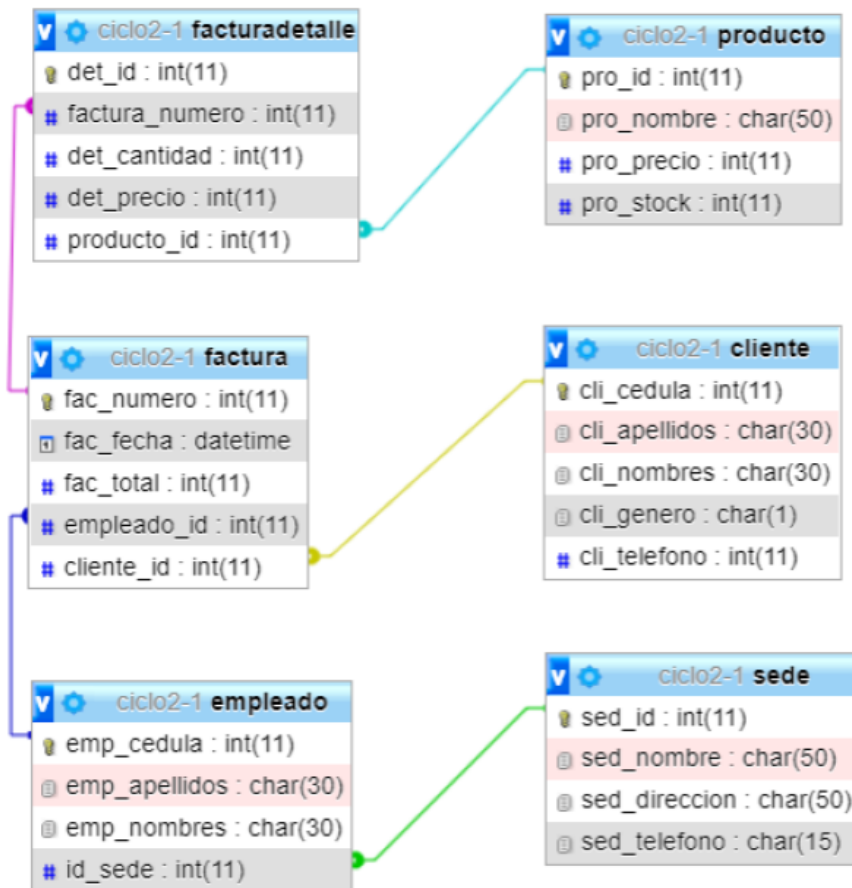 ciclo2-1 facturadetalle
det_id : int(11)
factura_numero : int(11)
det_cantidad : int(11)
det_precio : int(11)
producto_id : int(11)
ciclo2-1 producto
pro_id : int(11)
pro_nombre : char(50)
pro_precio : int(11)
pro_stock : int(11)
ciclo2-1 factura
fac_numero : int(11)
fac_fecha : datetime
fac_total : int(11)
empleado_id : int(11)
cliente_id : int(11)
ciclo2-1 cliente
cli_cedula : int(11)
cli_apellidos : char(30)
cli_nombres : char(30)
cli_genero : char(1)
cli_telefono : int(11)
ciclo2-1 empleado
emp_cedula : int(11)
emp_apellidos : char(30)
emp_nombres : char(30)
id_sede : int(11)
ciclo2-1 sede
sed_id : int(11)
sed_nombre : char(50)
sed_direccion : char(50)
sed_telefono : char(15)